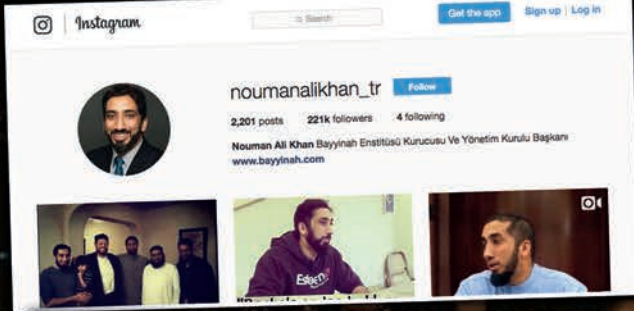 Instagram
Search
Get the app
Sign up | Log in
noumanalikhan_tr
Follow
2,201 posts 221k followers 4 following
Nouman Ali Khan Bayyinah Enstitüsü Kurucusu Ve Yönetim Kurulu Başkanı
www.bayyinah.com